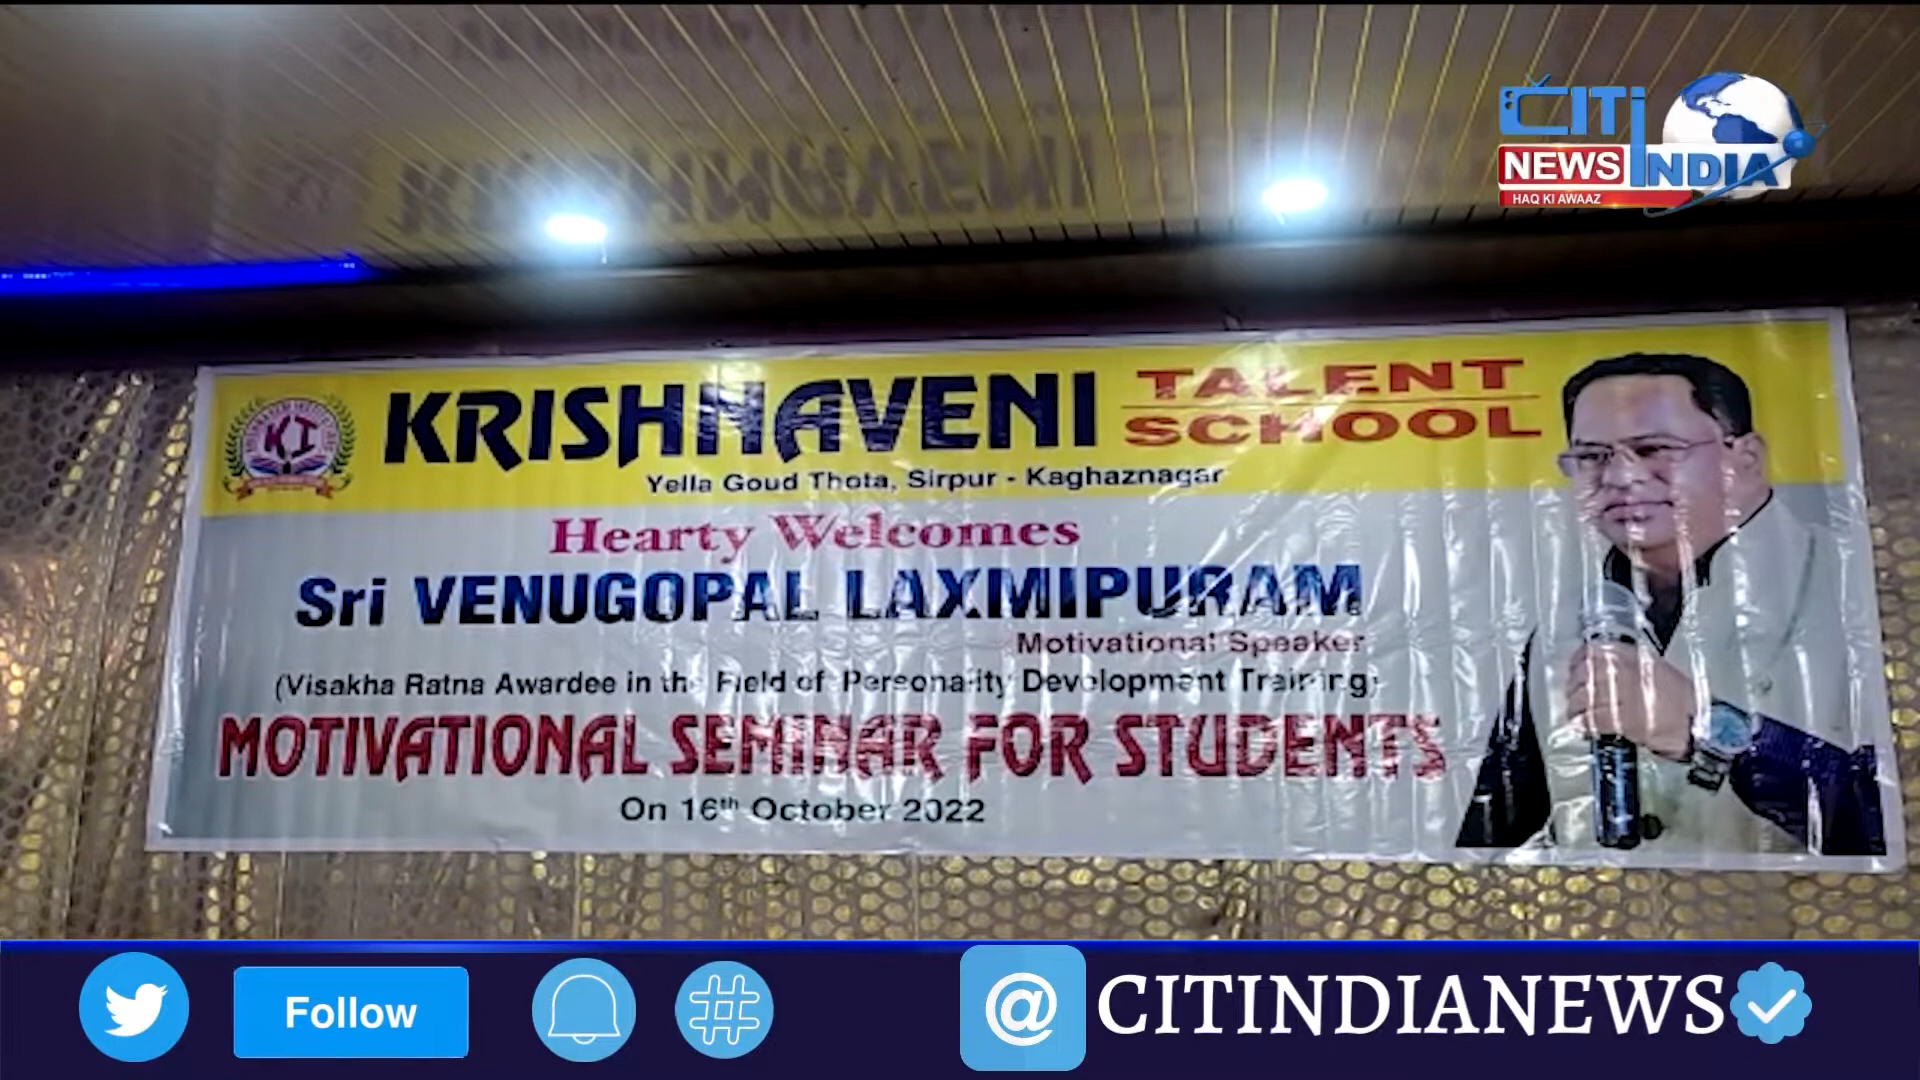 CITI
NEWS INDIA
HAQ KI AWAAZ
KI
KRISHNAVENI TALENT SCHOOL
Yella Goud Thota, Sirpur - Kaghaznagar
Hearty Welcomes
Sri VENUGOPAL LAXMIPURAM
Motivational Speaker
(Visakha Ratna Awardee in the Field of Personality Development Training)
MOTIVATIONAL SEMINAR FOR STUDENTS
On 16th October 2022
Follow
@ CITINDIANEWS